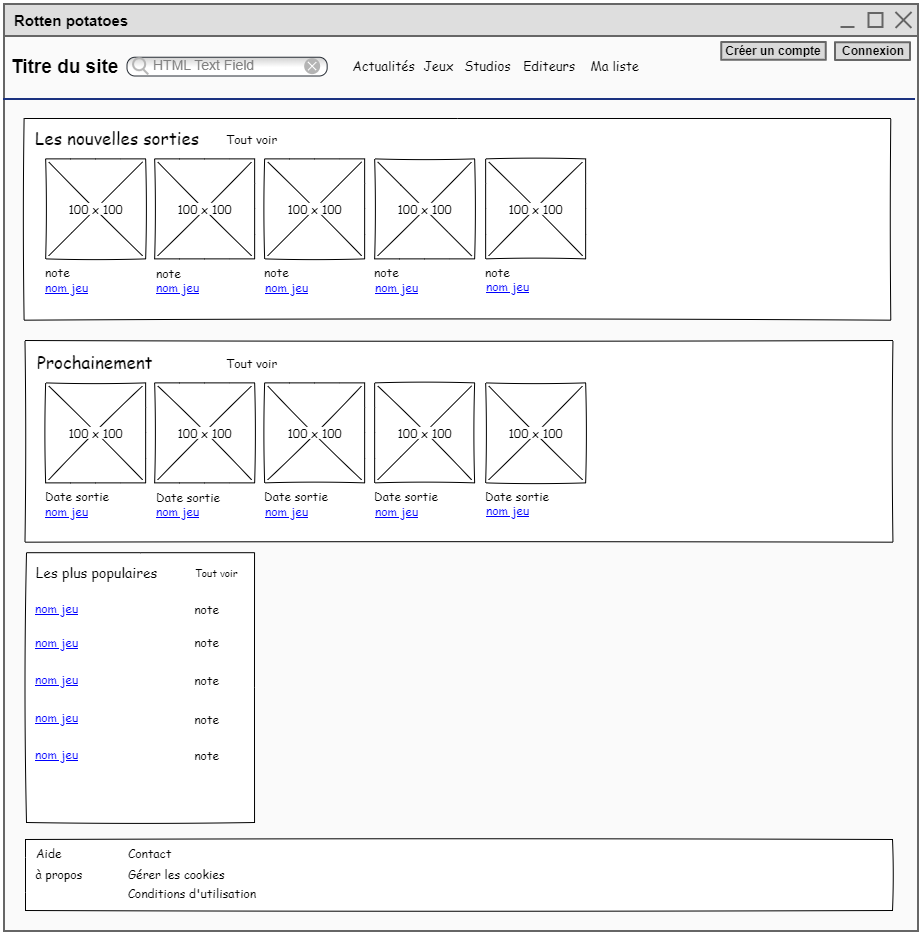 Rotten potatoes
Créer un compte Connexion
Titre du site HTML Text Field Actualités Jeux Studios Editeurs Ma liste
Les nouvelles sorties Tout voir
100 x 100 100 x 100 100 x 100 100 x 100 100 x 100
note note note note note
nom jeu nom jeu nom jeu nom jeu nom jeu
Prochainement Tout voir
100 x 100 100 x 100 100 x 100 100 x 100 100 x 100
Date sortie Date sortie Date sortie Date sortie Date sortie
nom jeu nom jeu nom jeu nom jeu nom jeu
Les plus populaires Tout voir
nom jeu note
nom jeu note
nom jeu note
nom jeu note
nom jeu note
Aide Contact
à propos Gérer les cookies
Conditions d'utilisation